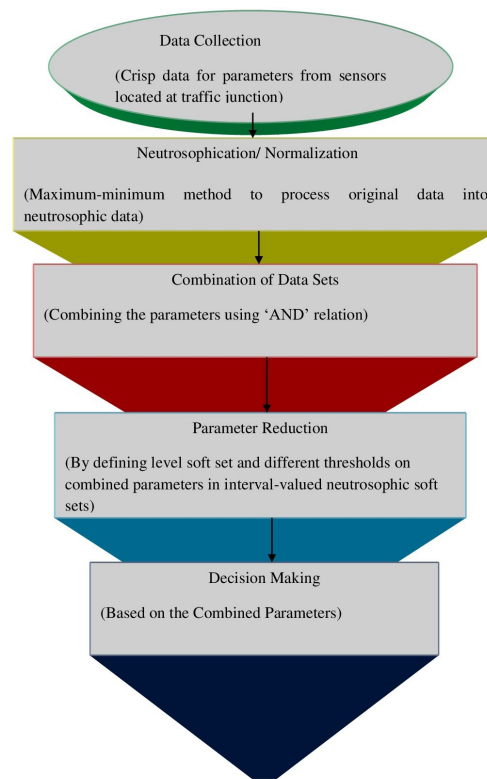 Data Collection
(Crisp data for parameters from sensors
located at traffic junction)
Neutrosophication/ Normalization
(Maximum-minimum method to process original data into
neutrosophic data)
Combination of Data Sets
(Combining the parameters using ‘AND’ relation)
Parameter Reduction
(By defining level soft set and different thresholds on
combined parameters in interval-valued neutrosophic soft
sets)
Decision Making
(Based on the Combined Parameters)